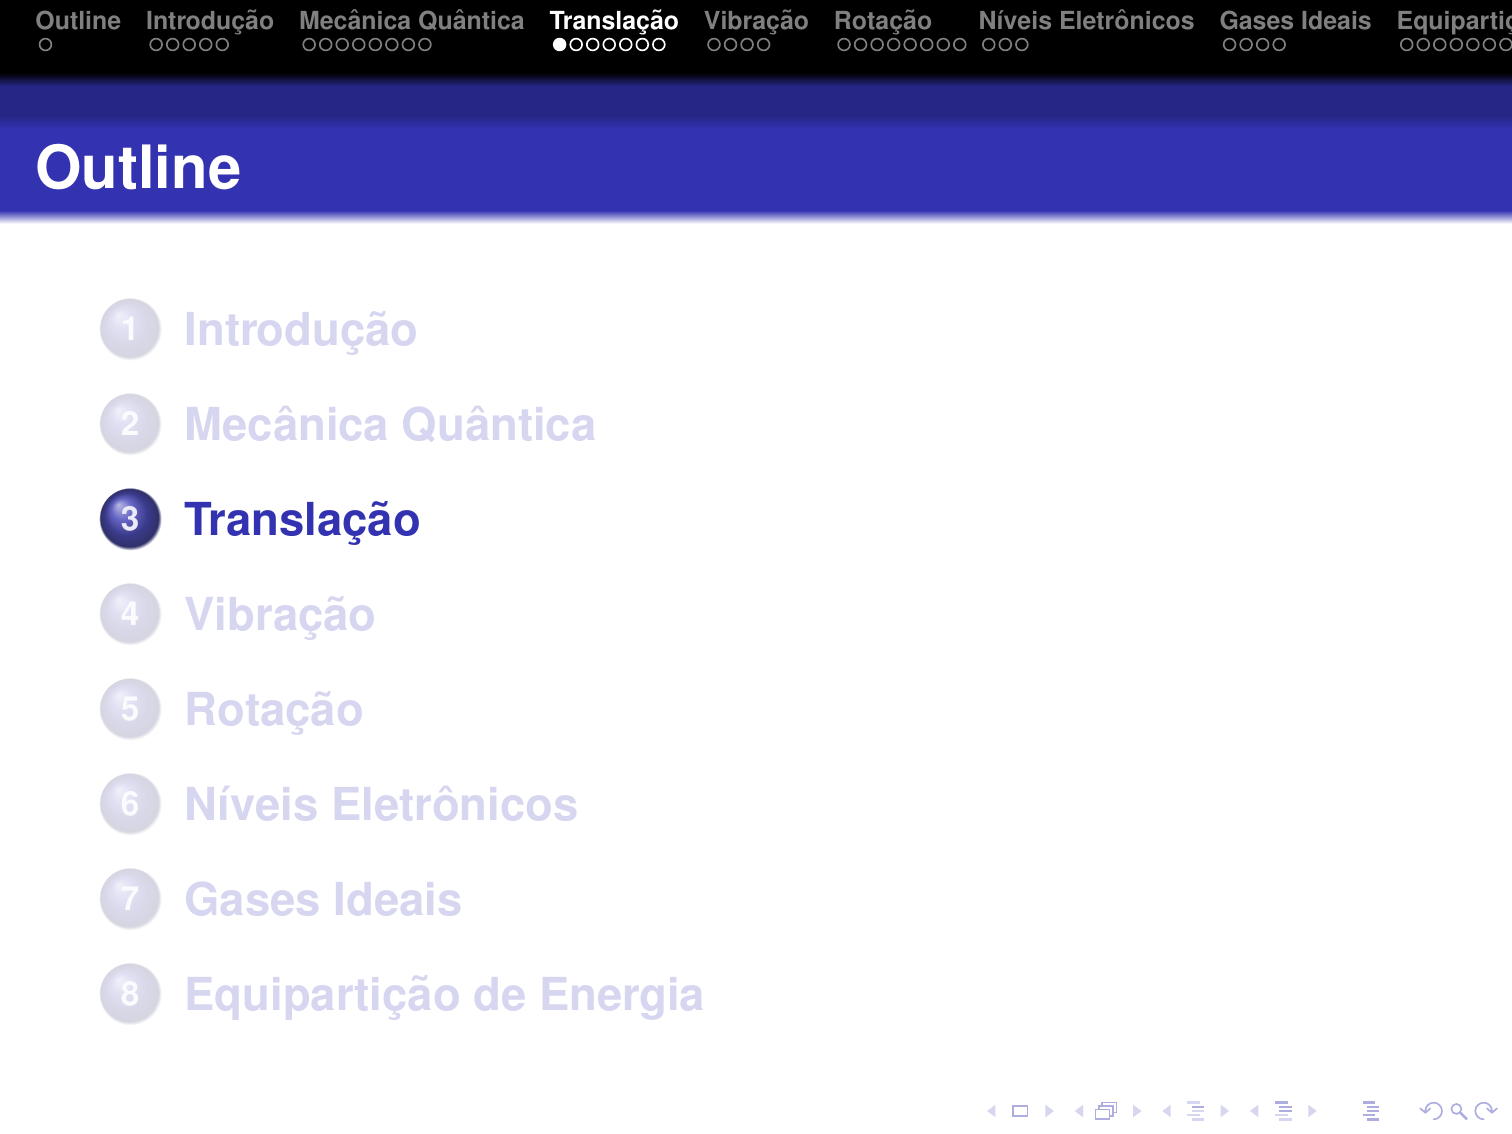 Outline Introdução Mecânica Quântica Translação Vibração Rotação Níveis Eletrônicos Gases Ideais Equipartiç
Outline
1 Introdução
2 Mecânica Quântica
3 Translação
4 Vibração
5 Rotação
6 Níveis Eletrônicos
7 Gases Ideais
8 Equipartição de Energia